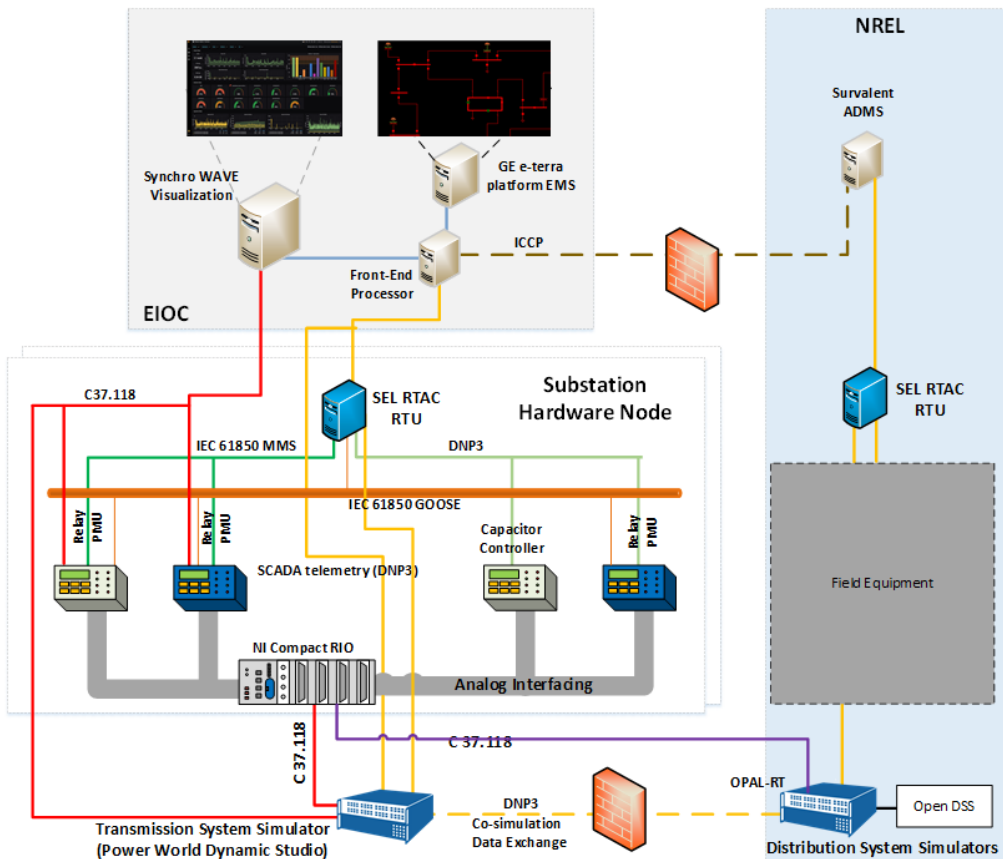 NREL
Survalent
ADMS
Synchro WAVE
Visualization
GE e-terra
platform EMS
ICCP
Front-End
Processor
EIOC
Substation
Hardware Node
C37.118
SEL RTAC
RTU
SEL RTAC
RTU
IEC 61850 MMS
DNP3
IEC 61850 GOOSE
Relay
PMU
Relay
PMU
Capacitor
Controller
Relay
PMU
SCADA telemetry (DNP3)
Field Equipment
NI Compact RIO
Analog Interfacing
C 37.118
C 37.118
OPAL-RT
Open DSS
DNP3
Co-simulation
Data Exchange
Transmission System Simulator
(Power World Dynamic Studio)
Distribution System Simulators